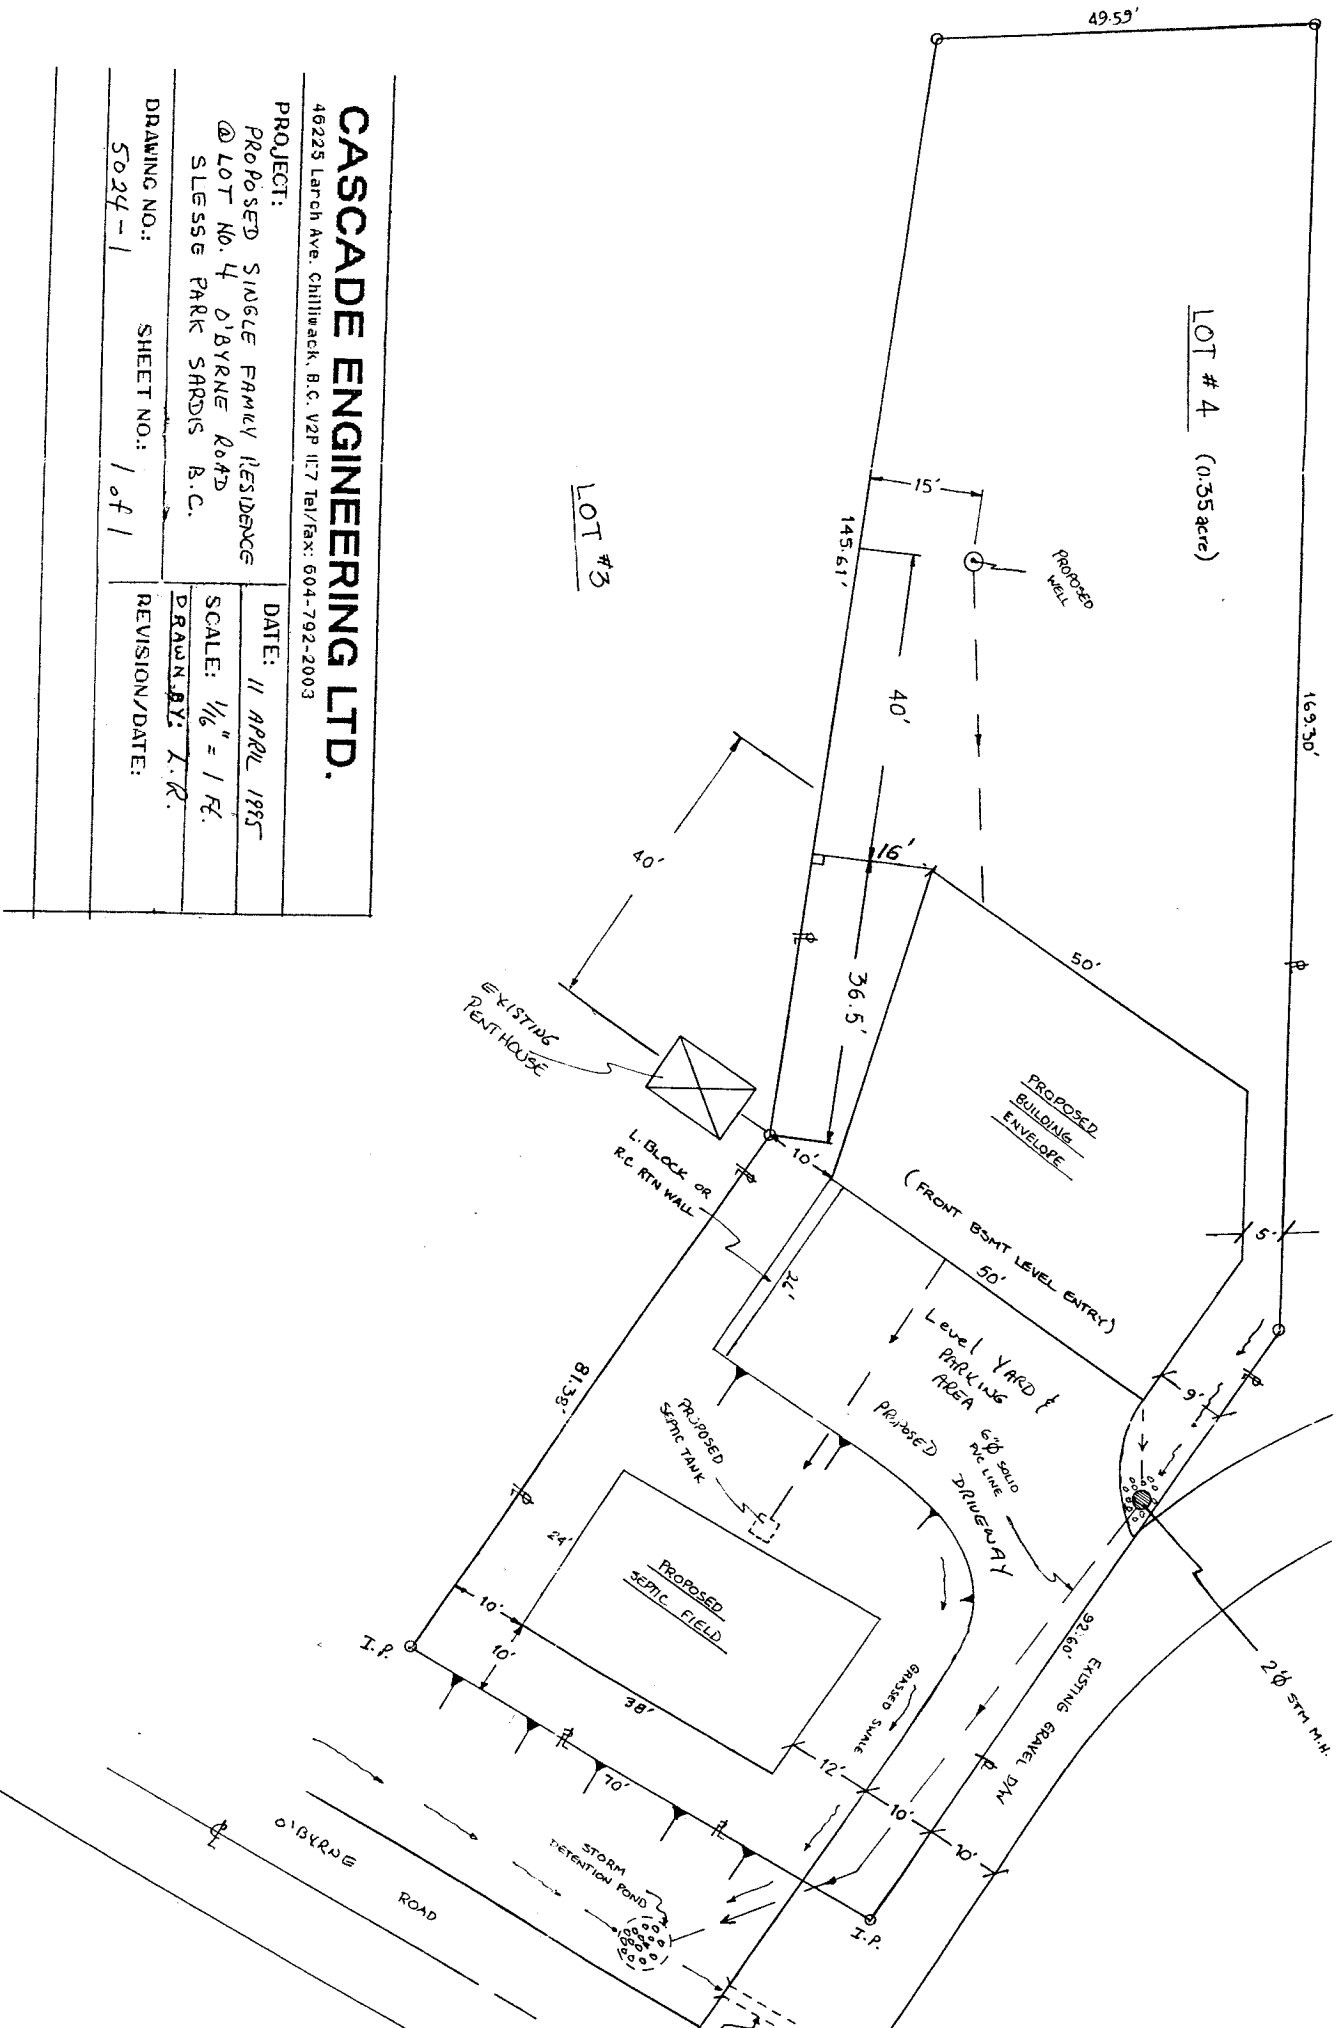 CASCADE ENGINEERING LTD.
46225 Larch Ave. Chilliwack, B.C. V2P 1E7 Tel/Fax: 604-792-2003
PROJECT:
PROPOSED SINGLE FAMILY RESIDENCE
@ LOT No. 4 O'BYRNE ROAD
SLESSE PARK SARDIS B.C.
DATE: 11 APRIL 1995
SCALE: 1/16" = 1 Ft.
DRAWN BY: L.R.
DRAWING NO.:
5024-1
SHEET NO.:
1 of 1
REVISION/DATE:
49.59'
LOT #4 (0.35 acre)
169.30'
15'
PROPOSED
WELL
145.61'
LOT #3
40'
40'
16'
36.5'
50'
EXISTING
PENTHOUSE
PROPOSED
BUILDING
ENVELOPE
(FRONT BSMT LEVEL ENTRY)
50'
5'
10'
L. BLOCK OR
R.C. RTN WALL
26'
Level YARD &
PARKING
AREA
9'
81.38'
PROPOSED
SEPTIC TANK
PROPOSED DRIVEWAY
6"Ø SOLID
PVC LINE
24'
PROPOSED
SEPTIC FIELD
10'
10'
I.P.
38'
GRASSED SWALE
92.60'
EXISTING GRAVEL D/W
2'Ø STM M.H.
12'
10'
10'
70'
STORM
DETENTION POND
I.P.
O'BYRNE ROAD